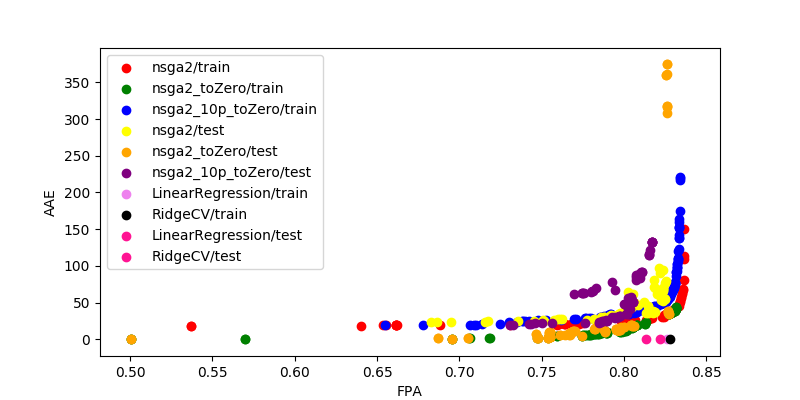 350
300
250
200
150
100
50
0
AAE
nsga2/train
nsga2_toZero/train
nsga2_10p_toZero/train
nsga2/test
nsga2_toZero/test
nsga2_10p_toZero/test
LinearRegression/train
RidgeCV/train
LinearRegression/test
RidgeCV/test
0.50 0.55 0.60 0.65 0.70 0.75 0.80 0.85
FPA